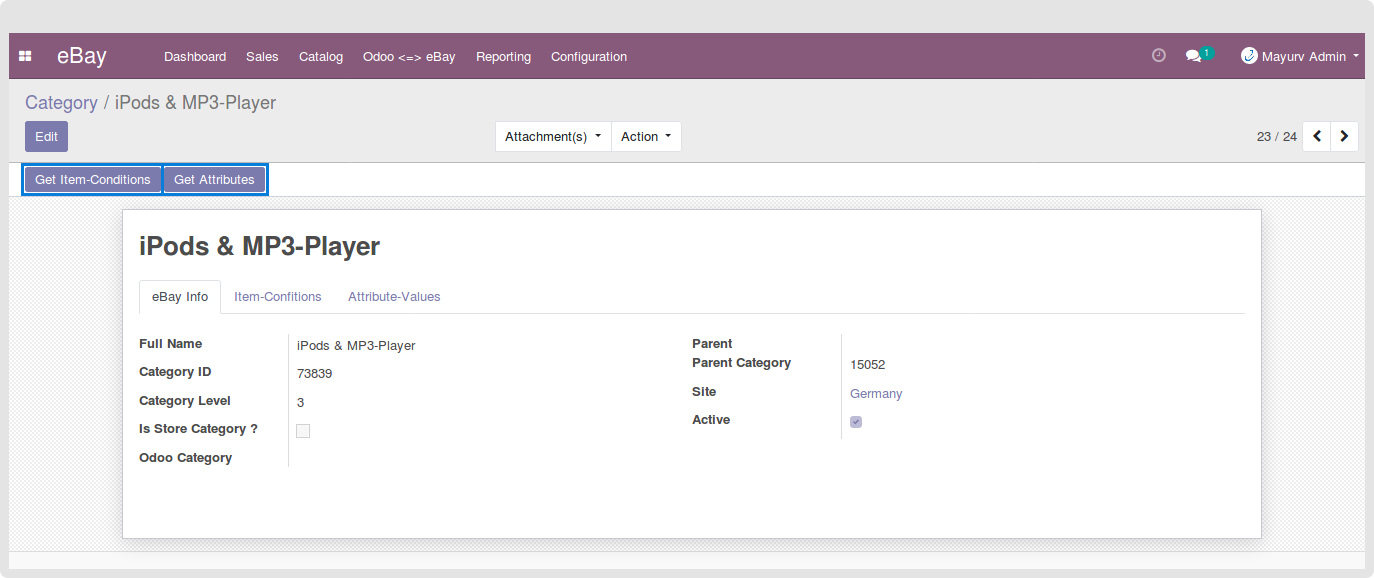 eBay Dashboard Sales Catalog Odoo <=> eBay Reporting Configuration 1 Mayurv Admin
Category / iPods & MP3-Player
Edit Attachment(s) Action 23 / 24
Get Item-Conditions Get Attributes
iPods & MP3-Player
eBay Info Item-Confitions Attribute-Values
Full Name iPods & MP3-Player
Category ID 73839
Category Level 3
Is Store Category ?
Odoo Category
Parent
Parent Category 15052
Site Germany
Active